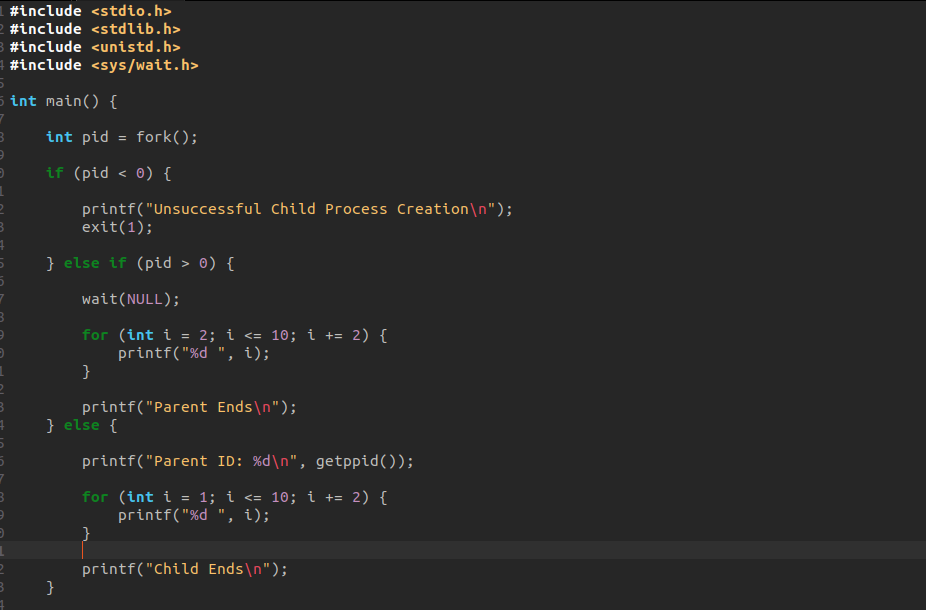 1 #include <stdio.h>
2 #include <stdlib.h>
3 #include <unistd.h>
4 #include <sys/wait.h>
5
6 int main() {
7
8     int pid = fork();
9
0     if (pid < 0) {
1
2         printf("Unsuccessful Child Process Creation\n");
3         exit(1);
4
5     } else if (pid > 0) {
6
7         wait(NULL);
8
9         for (int i = 2; i <= 10; i += 2) {
0             printf("%d ", i);
1         }
2
3         printf("Parent Ends\n");
4     } else {
5
6         printf("Parent ID: %d\n", getppid());
7
8         for (int i = 1; i <= 10; i += 2) {
9             printf("%d ", i);
0         }
1
2         printf("Child Ends\n");
3     }
4